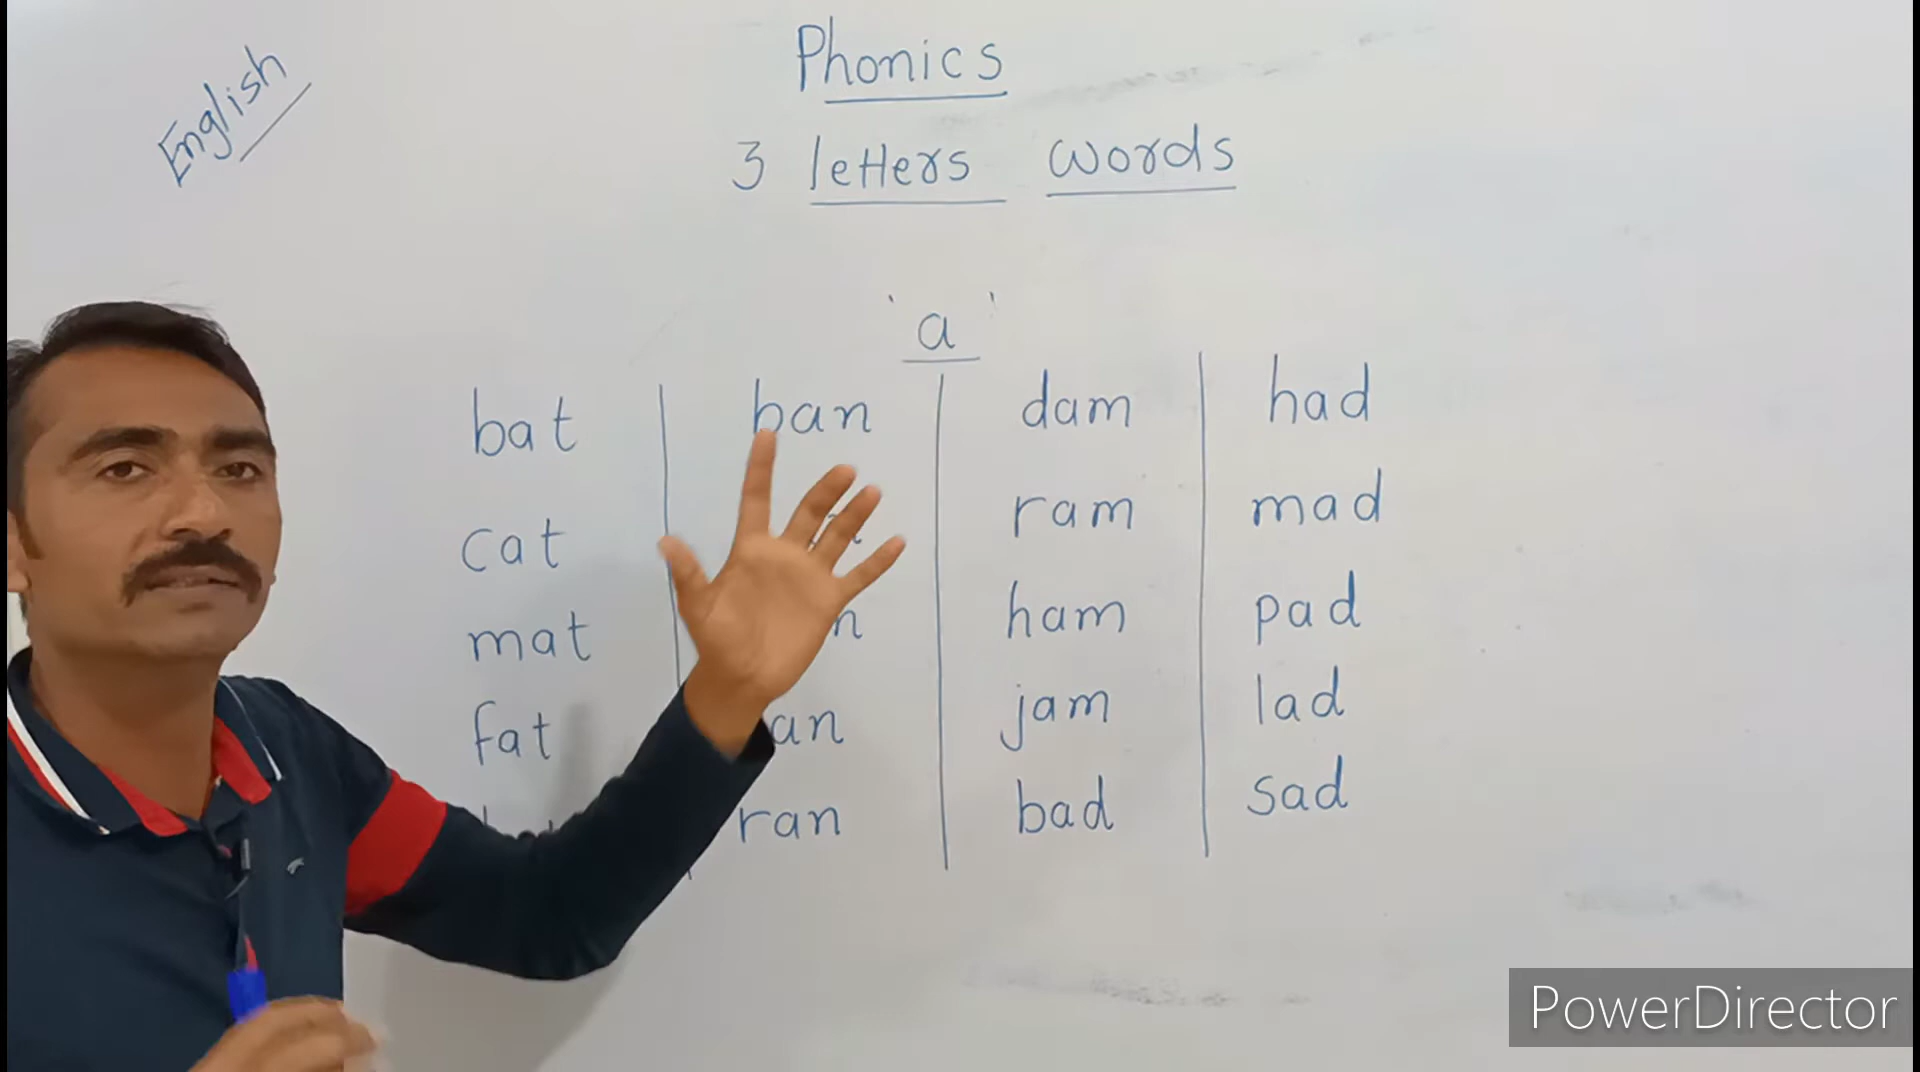 English
Phonics
3 letters words
'a'
bat ban dam had
cat ram mad
mat ham pad
fat jam lad
ran bad sad
PowerDirector